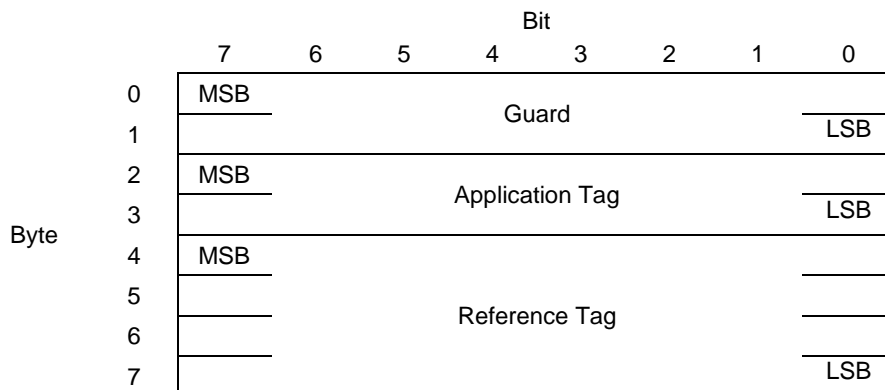 Bit
7 6 5 4 3 2 1 0
0 MSB
Guard
1 LSB
2 MSB
Application Tag
3 LSB
Byte
4 MSB
5
Reference Tag
6
7 LSB